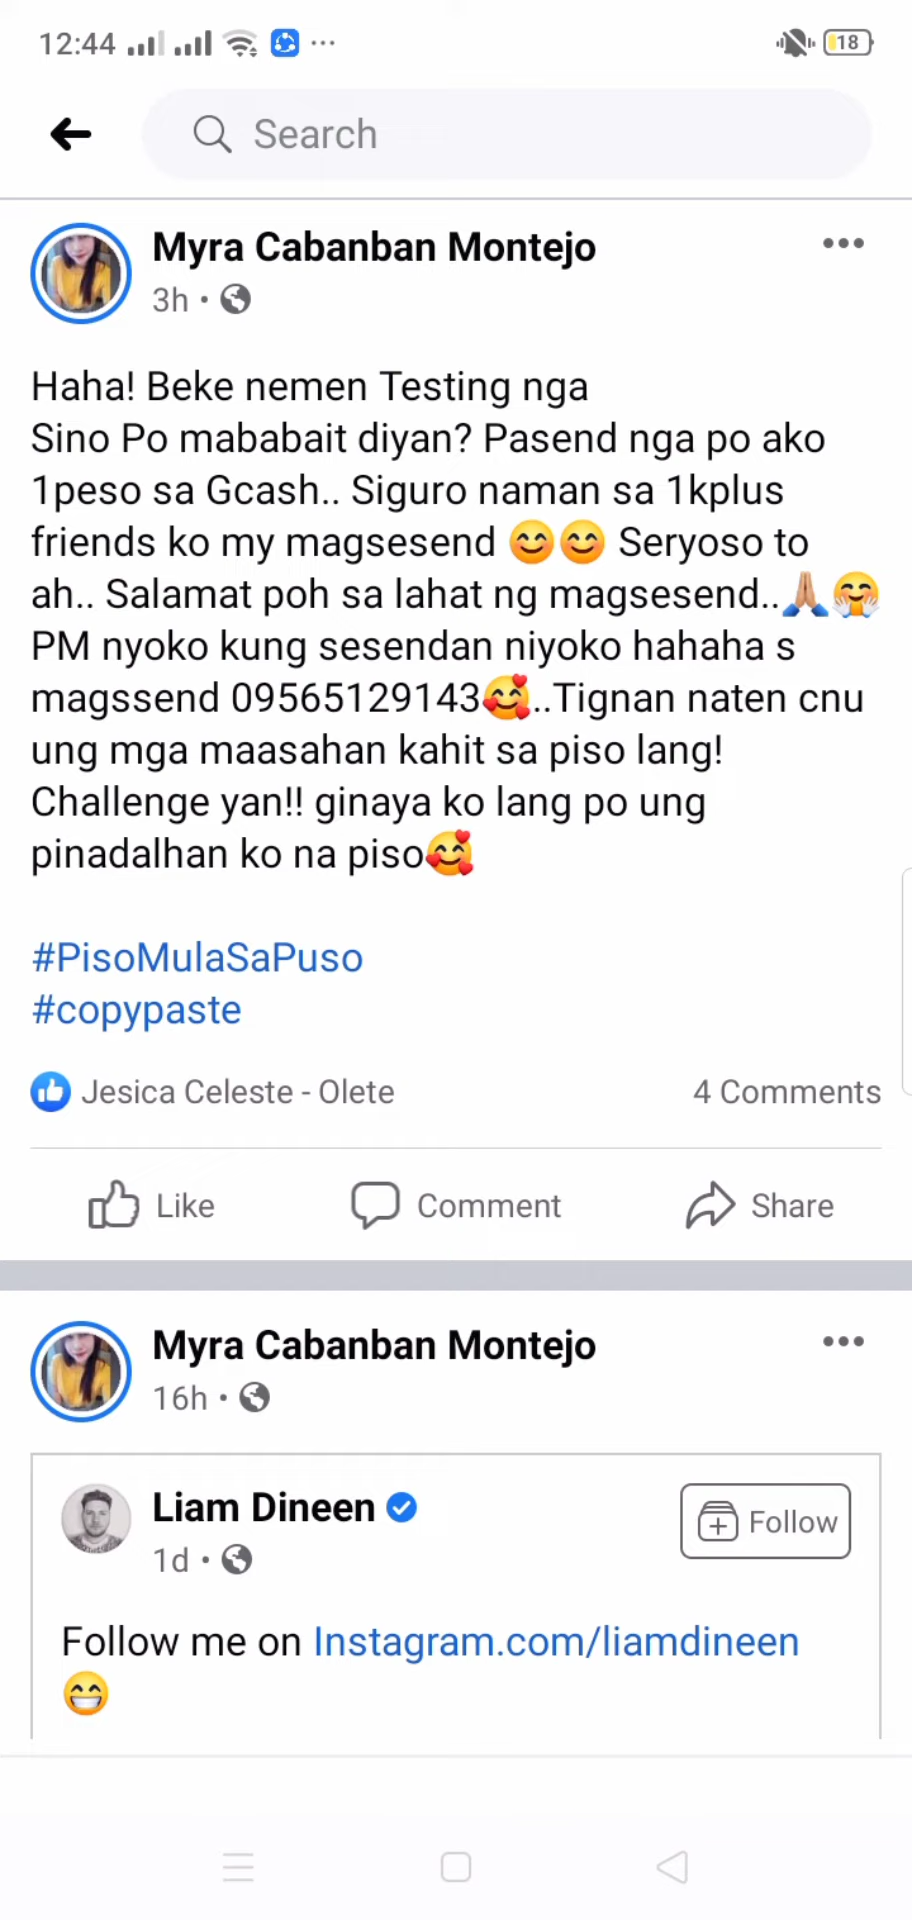 12:44
18
Search
Myra Cabanban Montejo
3h •
Haha! Beke nemen Testing nga
Sino Po mababait diyan? Pasend nga po ako
1peso sa Gcash.. Siguro naman sa 1kplus
friends ko my magsesend 😊😊 Seryoso to
ah.. Salamat poh sa lahat ng magsesend..🙏🏼🤗
PM nyoko kung sesendan niyoko hahaha s
magssend 09565129143🥰..Tignan naten cnu
ung mga maasahan kahit sa piso lang!
Challenge yan!! ginaya ko lang po ung
pinadalhan ko na piso🥰
#PisoMulaSaPuso
#copypaste
Jesica Celeste - Olete
4 Comments
Like
Comment
Share
Myra Cabanban Montejo
16h •
Liam Dineen
Follow
1d •
Follow me on Instagram.com/liamdineen
😁